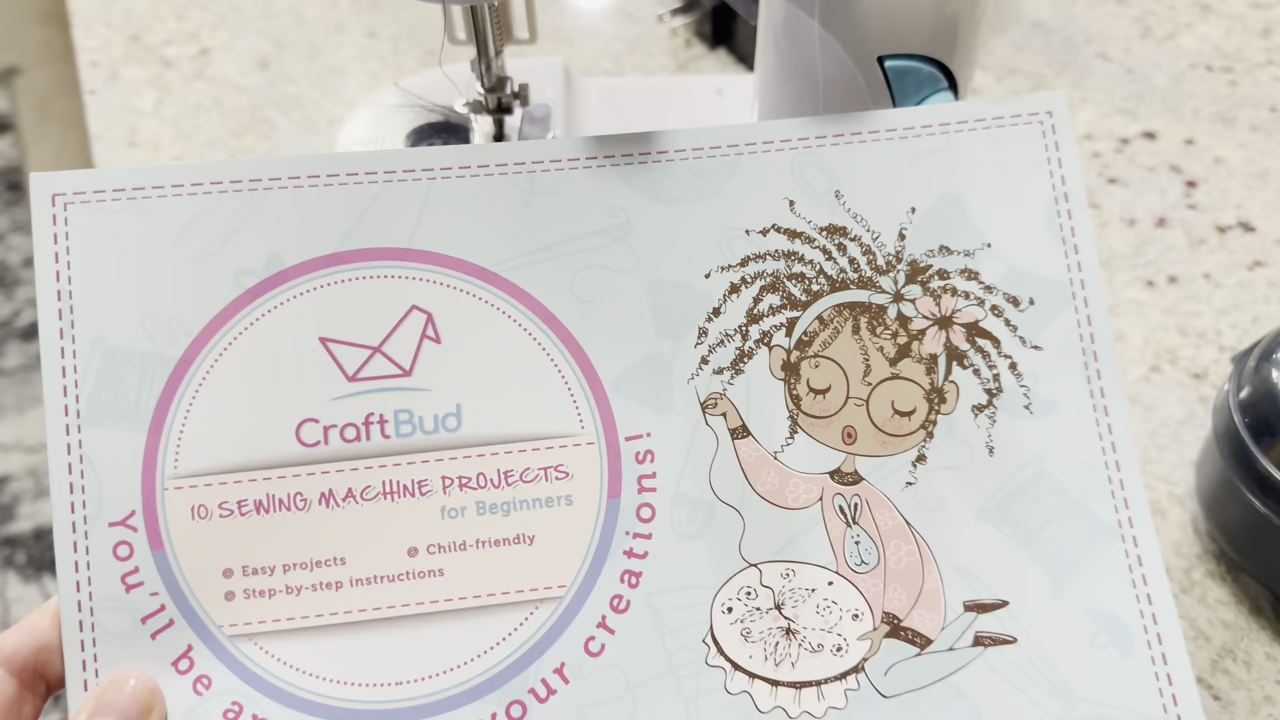 CraftBud
10 SEWING MACHINE PROJECTS
for Beginners
@ Easy projects
@ Child-friendly
@ Step-by-step instructions
You'll be your creations!